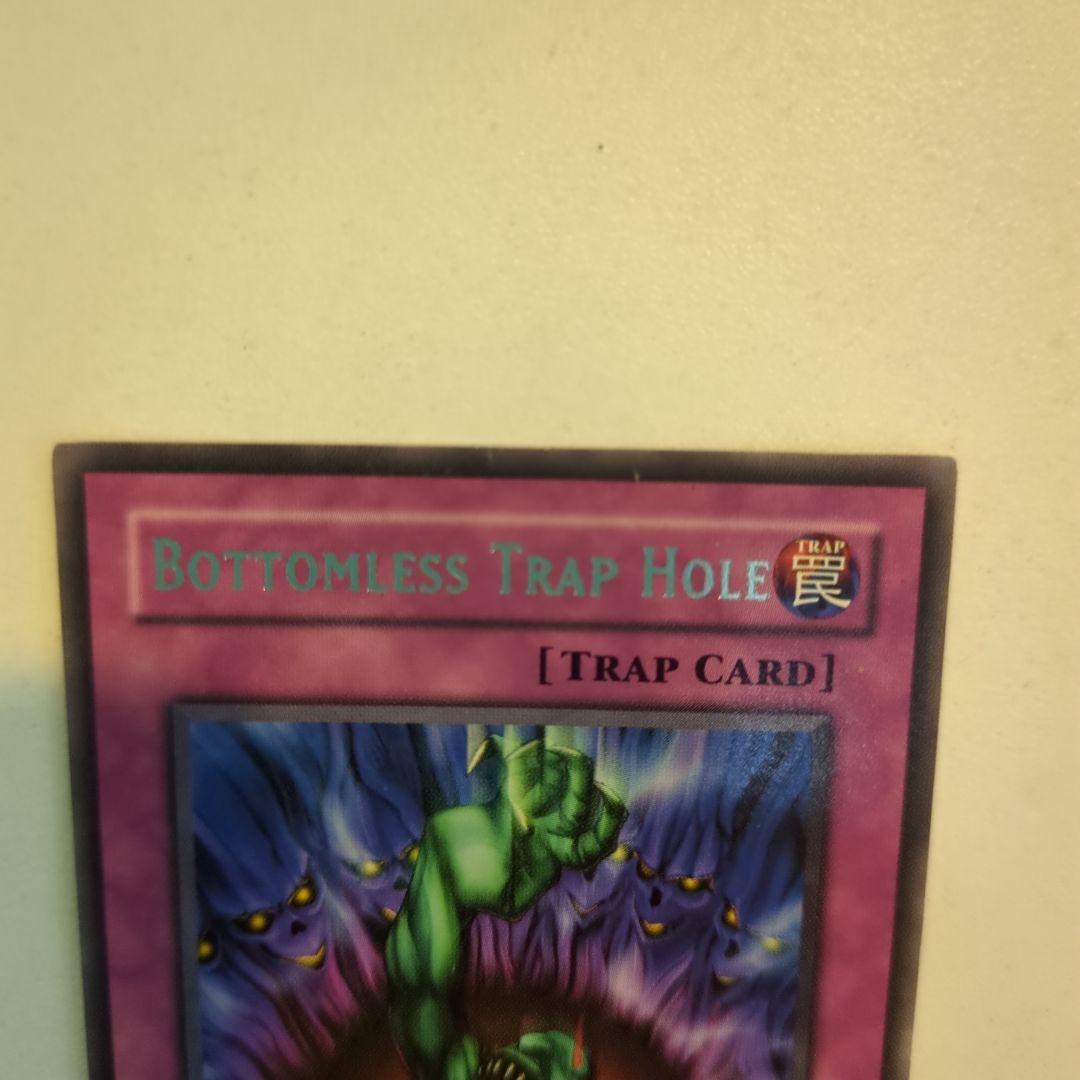 Bottomless Trap Hole
TRAP
罠
[Trap Card]